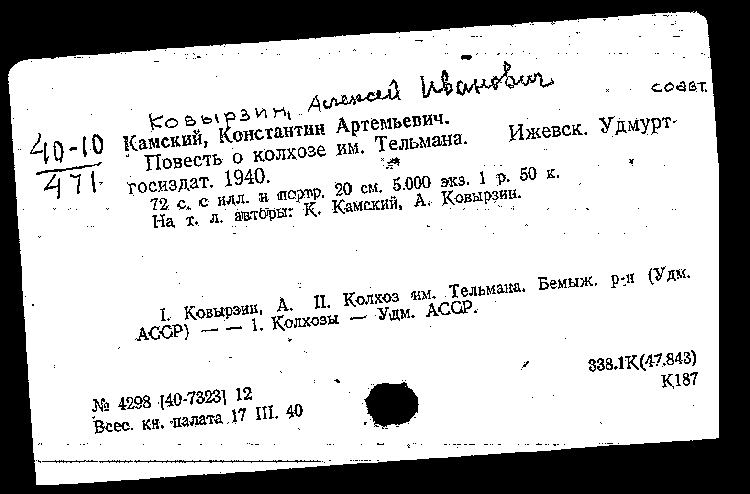 Ковырзин, Алексей Иванович
совет.
40-10
471
Камский, Константин Артемьевич.
Повесть о колхозе им. Тельмана. Ижевск. Удмурт-
госиздат. 1940.
72 с. с илл. и портр. 20 см. 5.000 экз. 1 р. 50 к.
На т. л. авторы: К. Камский, А. Ковырзин.
I. Ковырзин, А. II. Колхоз им. Тельмана. Бемыж. р-н (Удм.
АССР) — — 1. Колхозы — Удм. АССР.
338.1К(47.843)
К187
№ 4298 [40-7323] 12
Всес. кн. палата 17 III. 40